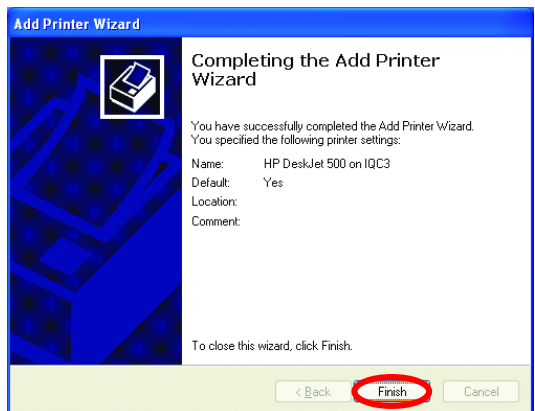 Add Printer Wizard
Completing the Add Printer
Wizard
You have successfully completed the Add Printer Wizard.
You specified the following printer settings:
Name: HP DeskJet 500 on IQC3
Default: Yes
Location:
Comment:
To close this wizard, click Finish.
< Back Finish Cancel